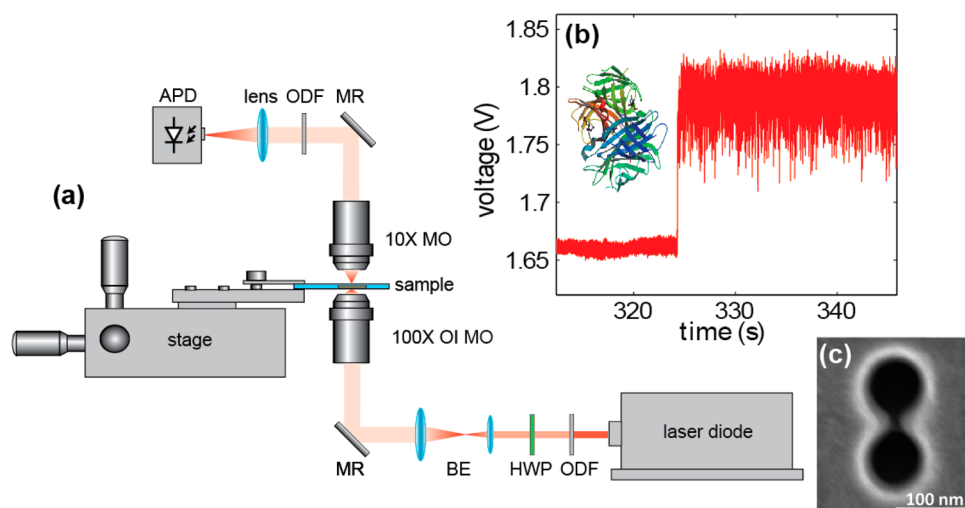 (a)
APD
lens
ODF
MR
10X MO
sample
100X OI MO
stage
MR
BE
HWP
ODF
laser diode
(b)
voltage (V)
1.85
1.8
1.75
1.7
1.65
320
330
340
time (s)
(c)
100 nm